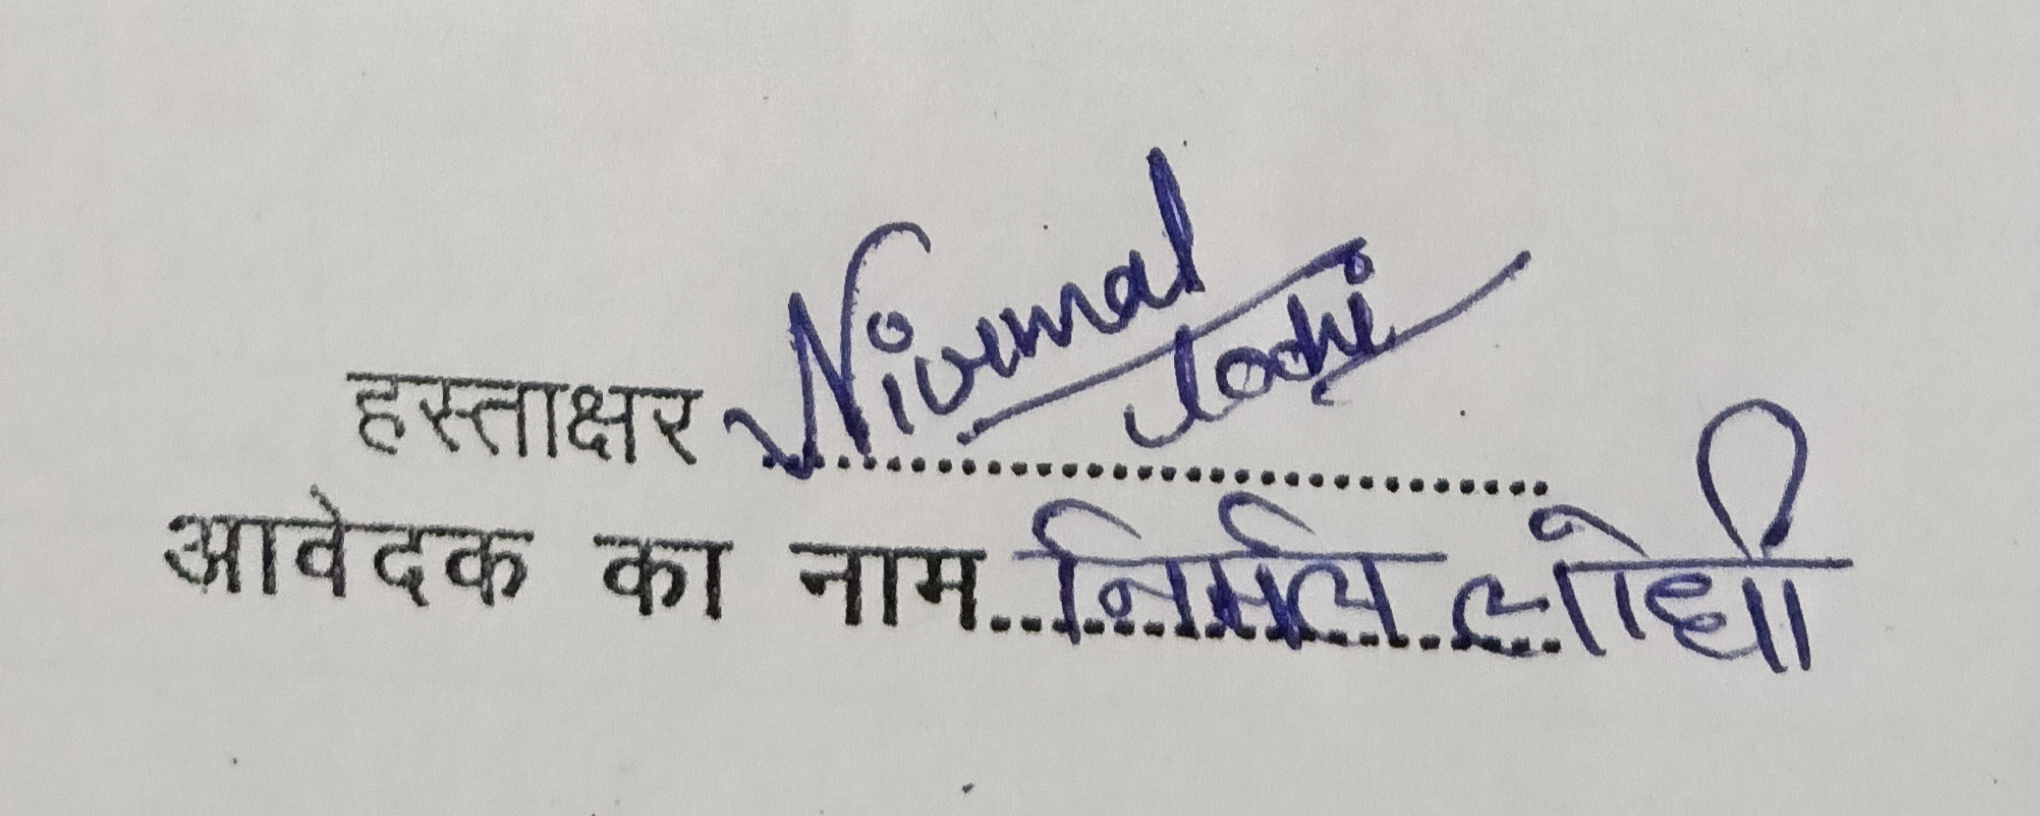 हस्ताक्षर Nirmal Lodhi
आवेदक का नाम निर्मल लोधी